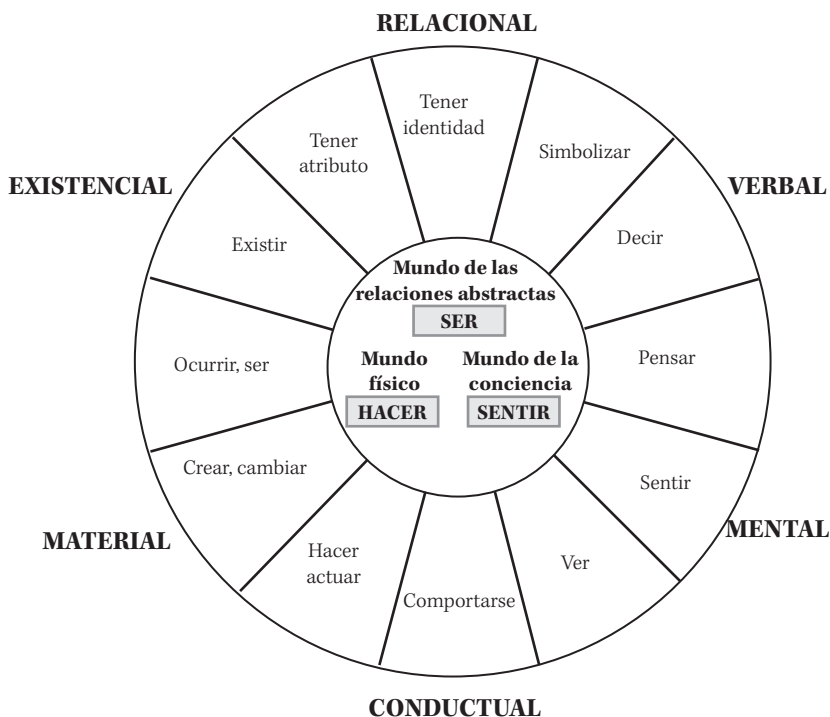 RELACIONAL
Tener
identidad
Tener
atributo
Simbolizar
EXISTENCIAL
VERBAL
Existir
Decir
Mundo de las
relaciones abstractas
SER
Ocurrir, ser
Mundo
físico
HACER
Mundo de la
conciencia
SENTIR
Pensar
Crear, cambiar
Sentir
MATERIAL
MENTAL
Hacer
actuar
Ver
Comportarse
CONDUCTUAL